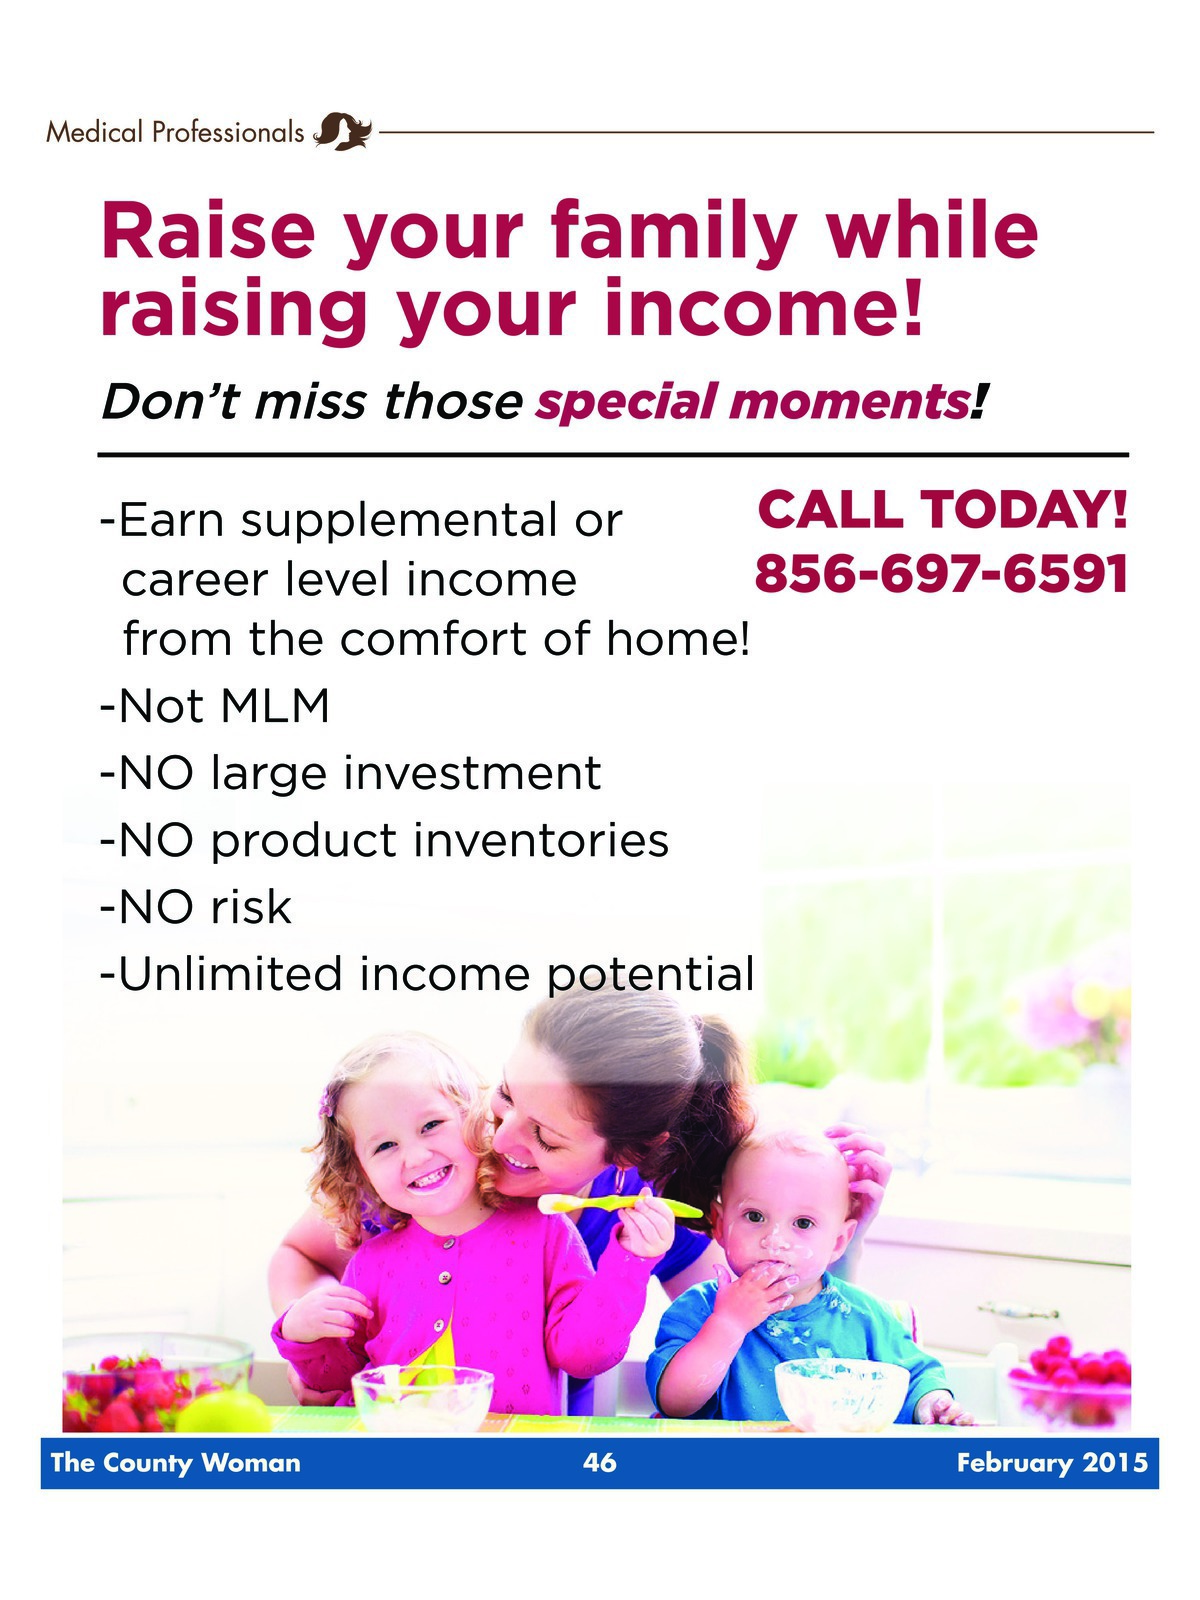 Medical Professionals
Raise your family while
raising your income!
Don't miss those special moments!
-Earn supplemental or
career level income
from the comfort of home!
-Not MLM
-NO large investment
-NO product inventories
-NO risk
-Unlimited income potential
CALL TODAY!
856-697-6591
The County Woman 46 February 2015